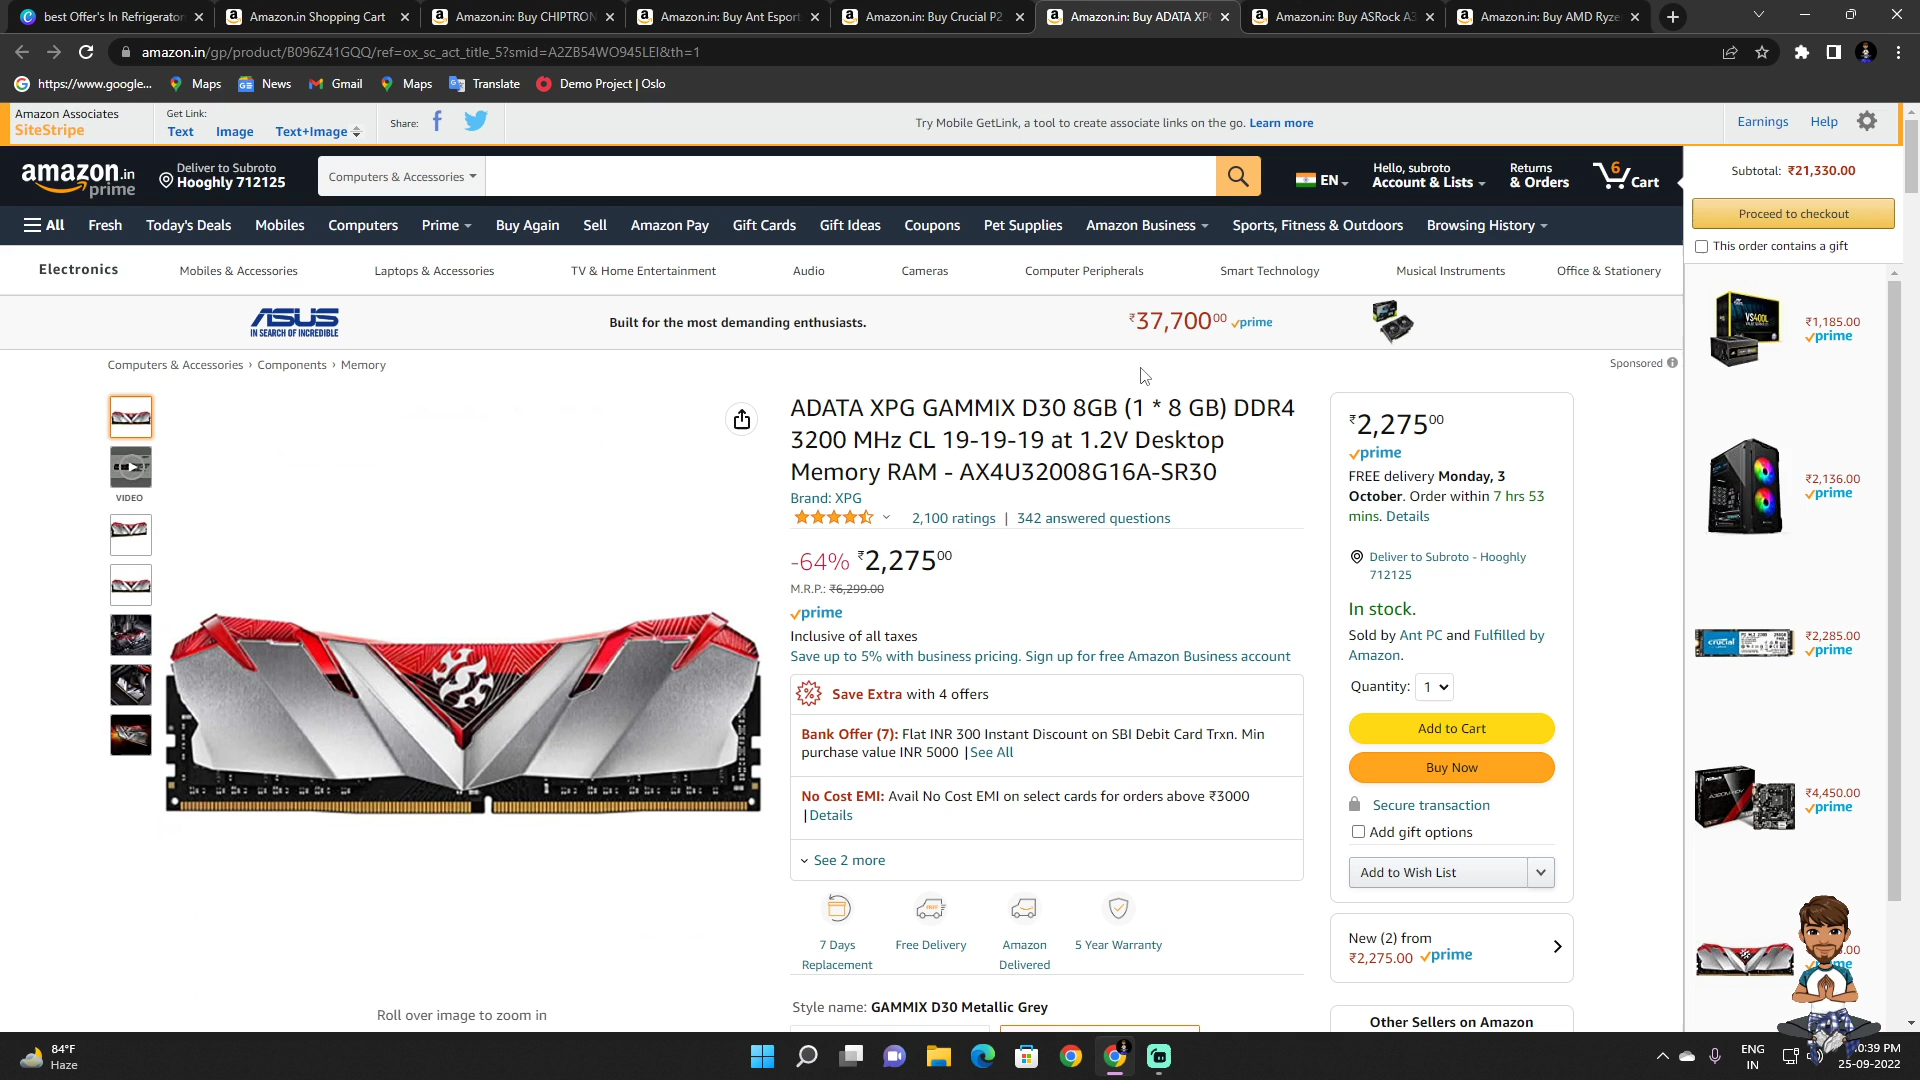 best Offer's In Refrigerator
Amazon.in Shopping Cart
Amazon.in: Buy CHIPTRON
Amazon.in: Buy Ant Esport
Amazon.in: Buy Crucial P2
Amazon.in: Buy ADATA XP
Amazon.in: Buy ASRock A3
Amazon.in: Buy AMD Ryze
amazon.in/gp/product/B096Z41GQQ/ref=ox_sc_act_title_5?smid=A2ZB54WO945LEI&th=1
https://www.google...
Maps
News
Gmail
Maps
Translate
Demo Project | Oslo
Amazon Associates
SiteStripe
Get Link:
Text Image Text+Image
Share:
Try Mobile GetLink, a tool to create associate links on the go. Learn more
Earnings Help
amazon.in
prime
Deliver to Subroto
Hooghly 712125
Computers & Accessories
EN
Hello, subroto
Account & Lists
Returns
& Orders
6
Cart
Subtotal: ₹21,330.00
Proceed to checkout
This order contains a gift
All Fresh Today's Deals Mobiles Computers Prime Buy Again Sell Amazon Pay Gift Cards Gift Ideas Coupons Pet Supplies Amazon Business Sports, Fitness & Outdoors Browsing History
Electronics Mobiles & Accessories Laptops & Accessories TV & Home Entertainment Audio Cameras Computer Peripherals Smart Technology Musical Instruments Office & Stationery
ASUS
IN SEARCH OF INCREDIBLE
Built for the most demanding enthusiasts.
₹37,70000 prime
Sponsored
Computers & Accessories › Components › Memory
VIDEO
Roll over image to zoom in
ADATA XPG GAMMIX D30 8GB (1 * 8 GB) DDR4
3200 MHz CL 19-19-19 at 1.2V Desktop
Memory RAM - AX4U32008G16A-SR30
Brand: XPG
2,100 ratings | 342 answered questions
-64% ₹2,27500
M.R.P.: ₹6,299.00
prime
Inclusive of all taxes
Save up to 5% with business pricing. Sign up for free Amazon Business account
Save Extra with 4 offers
Bank Offer (7): Flat INR 300 Instant Discount on SBI Debit Card Trxn. Min
purchase value INR 5000 |See All
No Cost EMI: Avail No Cost EMI on select cards for orders above ₹3000
|Details
See 2 more
7 Days
Replacement
Free Delivery
Amazon
Delivered
5 Year Warranty
Style name: GAMMIX D30 Metallic Grey
₹2,27500
prime
FREE delivery Monday, 3
October. Order within 7 hrs 53
mins. Details
Deliver to Subroto - Hooghly
712125
In stock.
Sold by Ant PC and Fulfilled by
Amazon.
Quantity: 1
Add to Cart
Buy Now
Secure transaction
Add gift options
Add to Wish List
New (2) from
₹2,275.00 prime
Other Sellers on Amazon
VS400L
₹1,185.00
prime
₹2,136.00
prime
crucial
₹2,285.00
prime
₹4,450.00
prime
84°F
Haze
ENG
IN
0:39 PM
25-09-2022